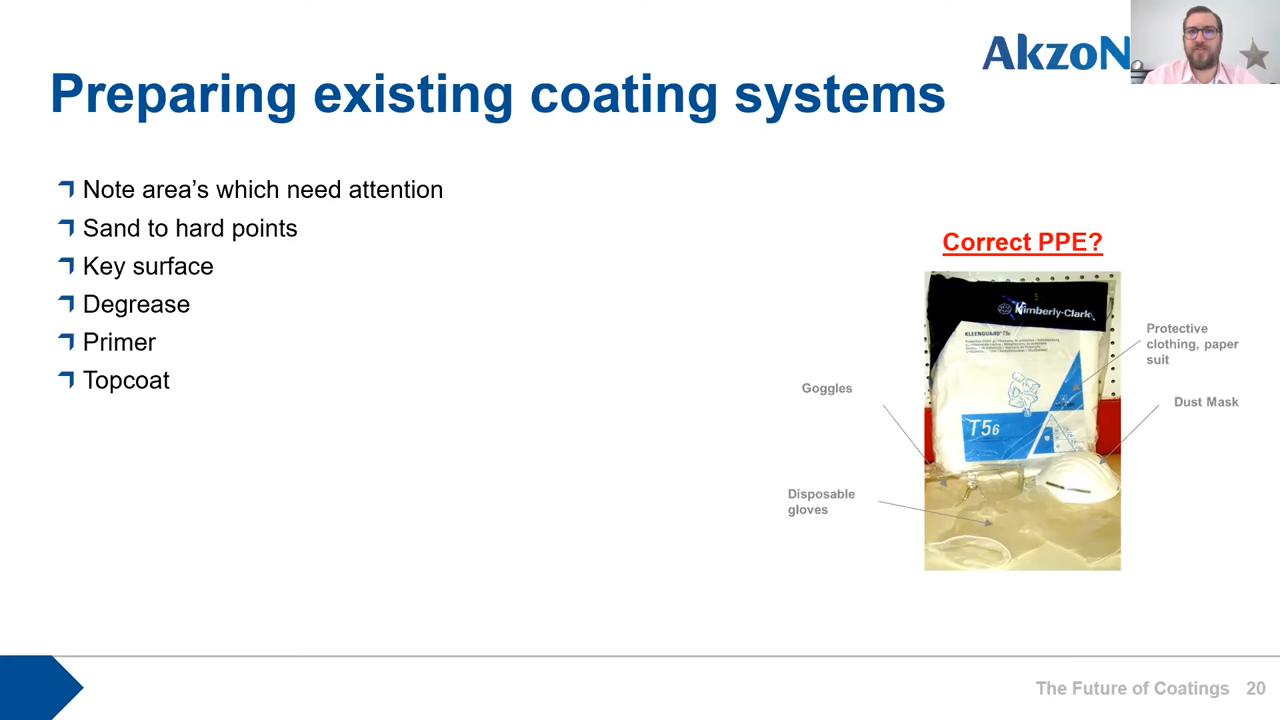 AkzoN
Preparing existing coating systems
Note area’s which need attention
Sand to hard points
Key surface
Degrease
Primer
Topcoat
Correct PPE?
Kimberly-Clark
KLEENGUARD
T56
Protective
clothing, paper
suit
Goggles
Dust Mask
Disposable
gloves
The Future of Coatings 20